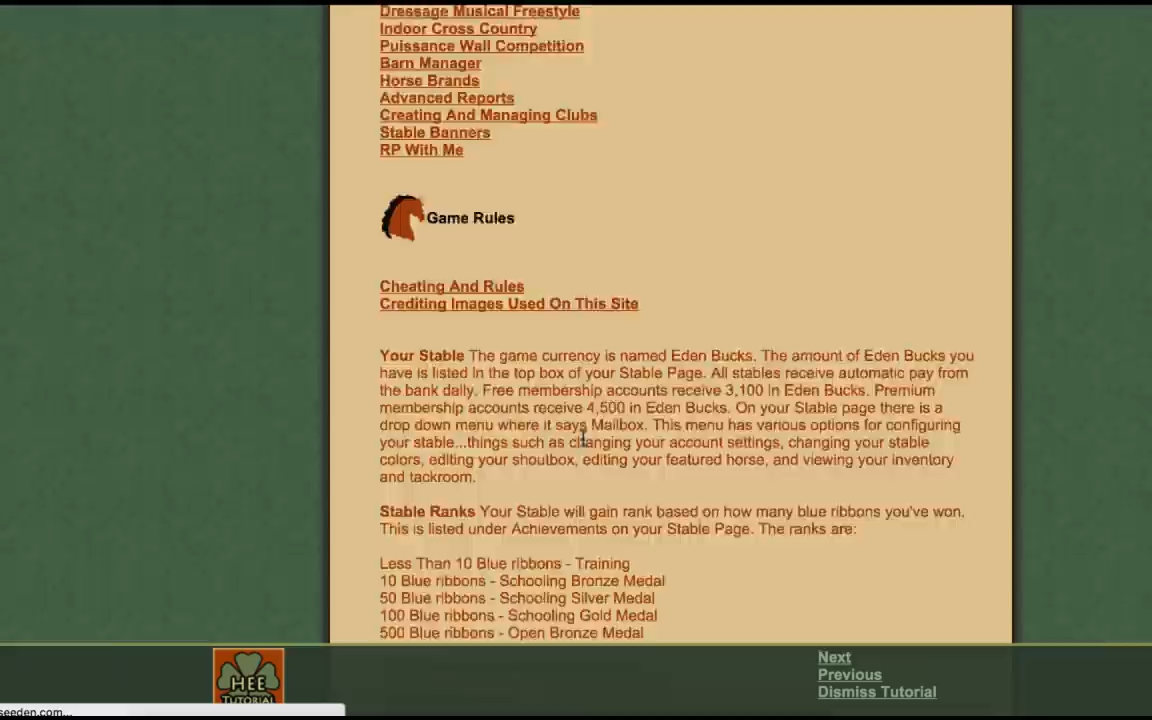 Dressage Musical Freestyle
Indoor Cross Country
Puissance Wall Competition
Barn Manager
Horse Brands
Advanced Reports
Creating And Managing Clubs
Stable Banners
RP With Me
Game Rules
Cheating And Rules
Crediting Images Used On This Site
Your Stable The game currency is named Eden Bucks. The amount of Eden Bucks you
have is listed in the top box of your Stable Page. All stables receive automatic pay from
the bank daily. Free membership accounts receive 3,100 in Eden Bucks. Premium
membership accounts receive 4,500 in Eden Bucks. On your Stable page there is a
drop down menu where it says Mailbox. This menu has various options for configuring
your stable...things such as changing your account settings, changing your stable
colors, editing your shoutbox, editing your featured horse, and viewing your inventory
and tackroom.
Stable Ranks Your Stable will gain rank based on how many blue ribbons you've won.
This is listed under Achievements on your Stable Page. The ranks are:
Less Than 10 Blue ribbons - Training
10 Blue ribbons - Schooling Bronze Medal
50 Blue ribbons - Schooling Silver Medal
100 Blue ribbons - Schooling Gold Medal
500 Blue ribbons - Open Bronze Medal
HEE
TUTORIAL
Next
Previous
Dismiss Tutorial
seeden.com...